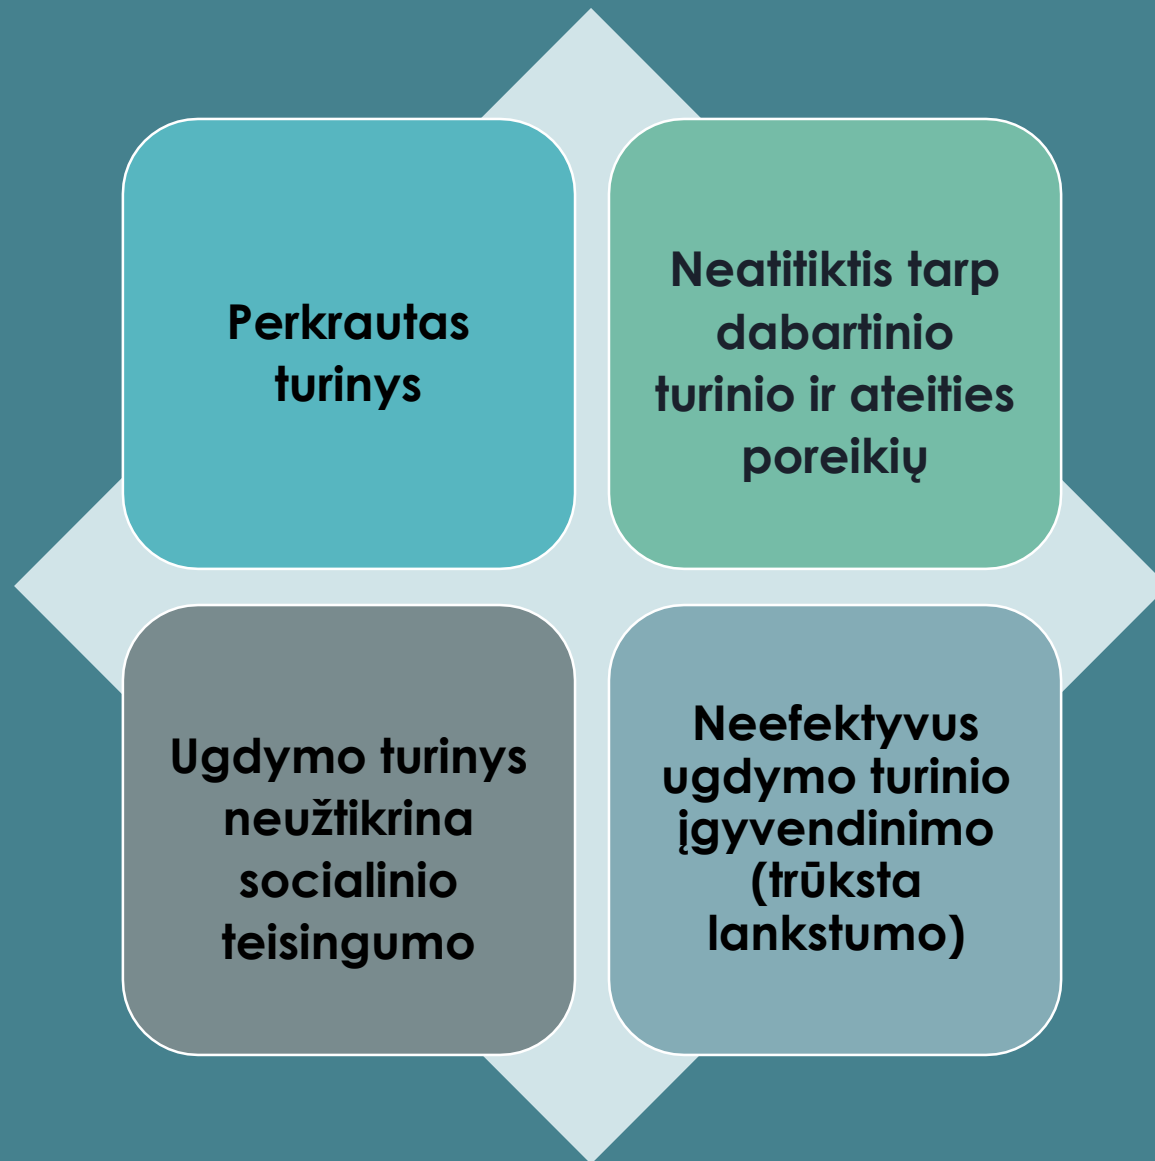 Perkrautas
turinys
Neatitiktis tarp
dabartinio
turinio ir ateities
poreikių
Ugdymo turinys
neužtikrina
socialinio
teisingumo
Neefektyvus
ugdymo turinio
įgyvendinimo
(trūksta
lankstumo)